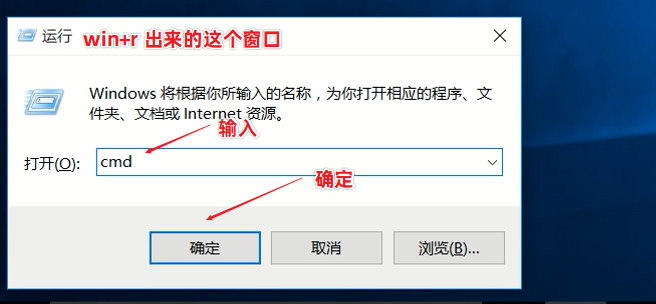 运行 win+r 出来的这个窗口
Windows 将根据你所输入的名称，为你打开相应的程序、文
件夹、文档或 Internet 资源。
输入
打开(O): cmd
确定
确定 取消 浏览(B)...